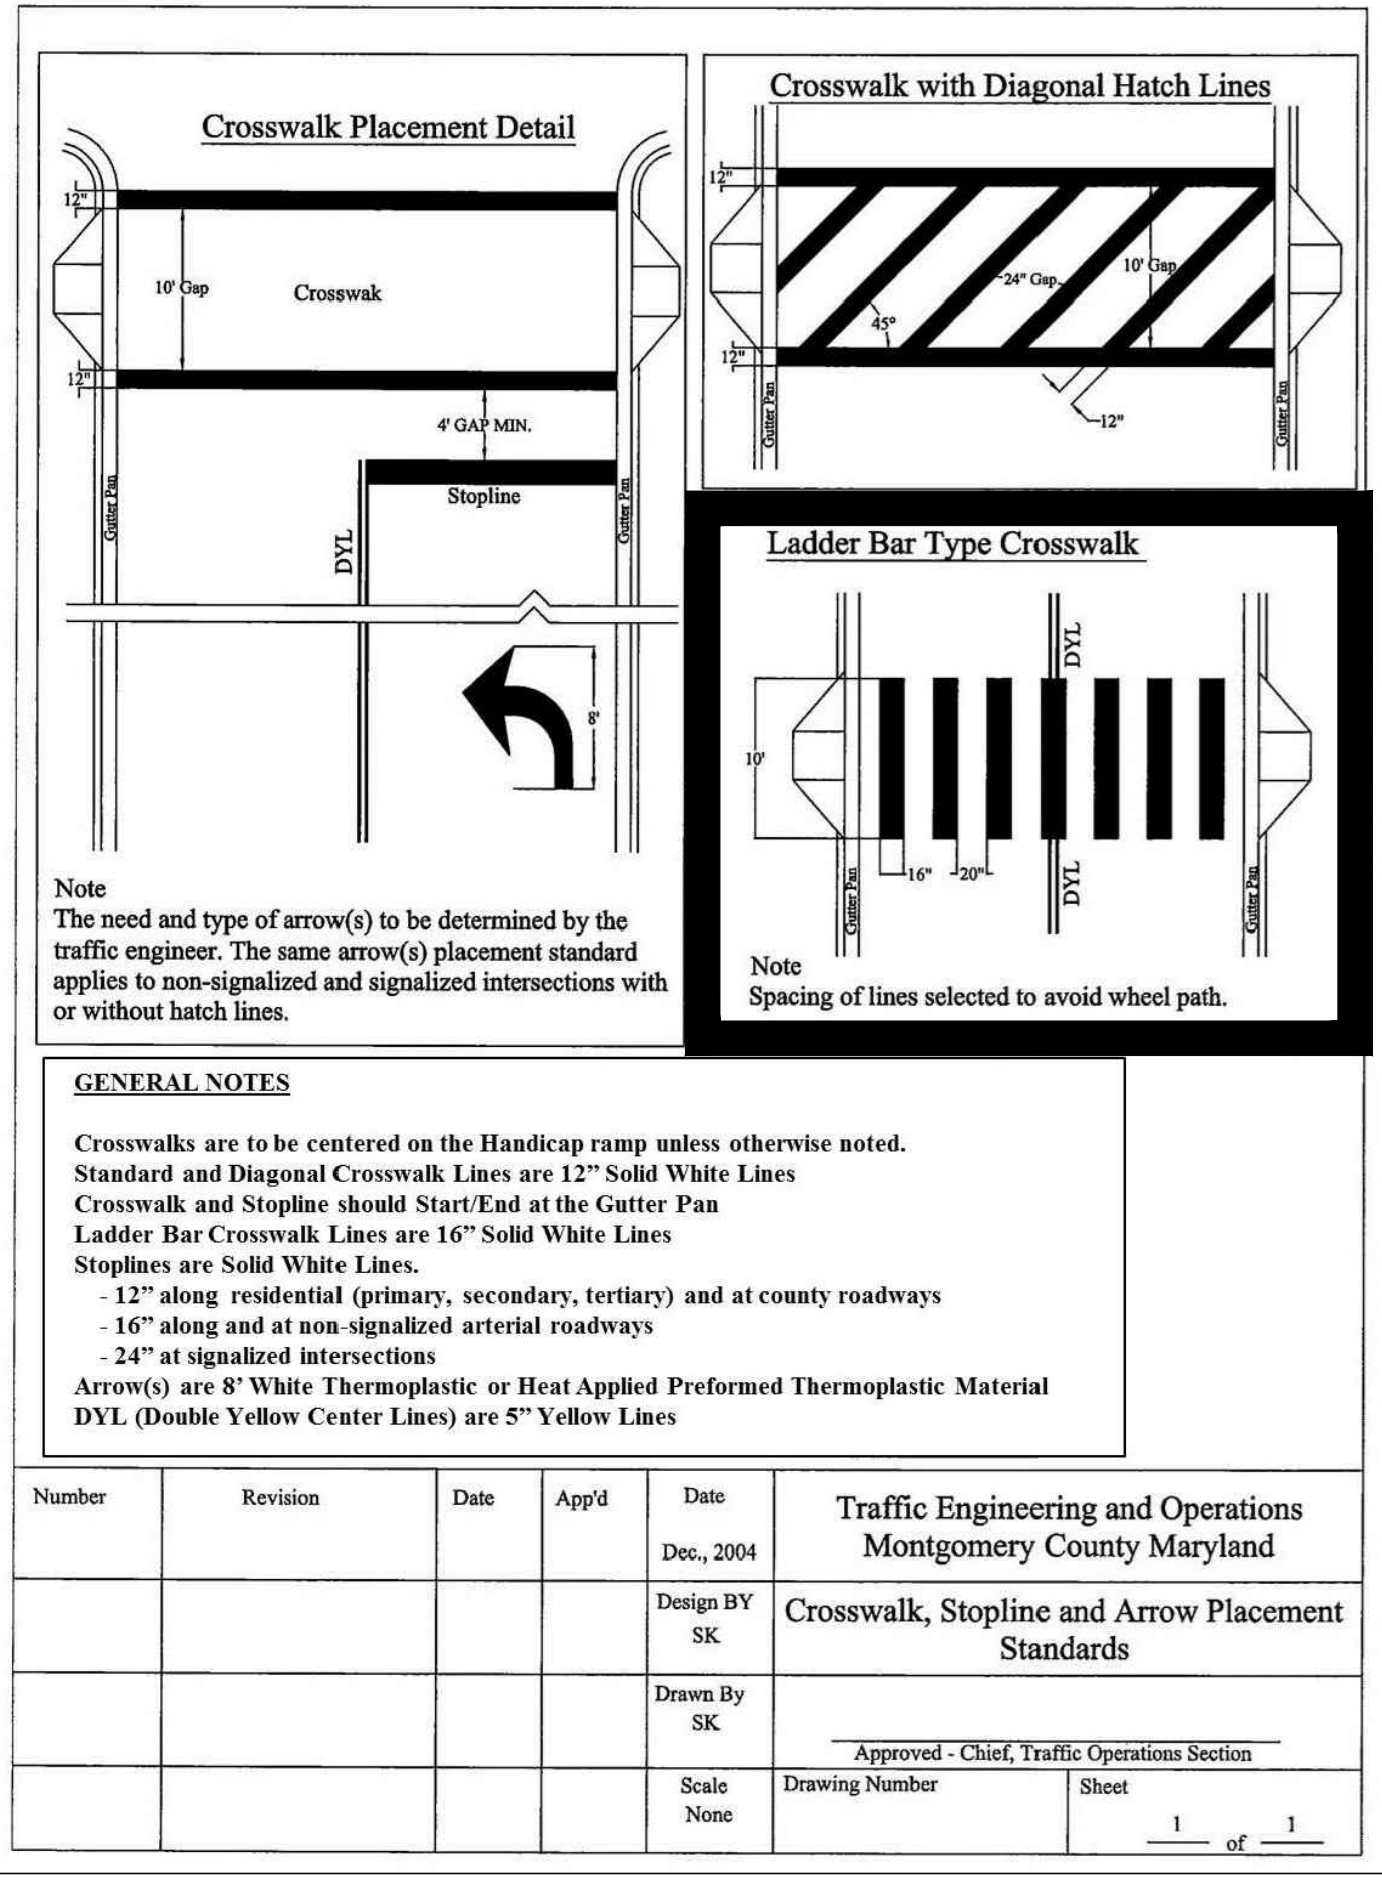 Crosswalk Placement Detail
12"
10' Gap
Crosswak
12"
4' GAP MIN.
Stopline
Gutter Pan
Gutter Pan
DYL
8'
Note
The need and type of arrow(s) to be determined by the
traffic engineer. The same arrow(s) placement standard
applies to non-signalized and signalized intersections with
or without hatch lines.
Crosswalk with Diagonal Hatch Lines
12"
24" Gap
10' Gap
45°
12"
12"
Gutter Pan
Gutter Pan
Ladder Bar Type Crosswalk
DYL
10'
16"
20"
DYL
Gutter Pan
Gutter Pan
Note
Spacing of lines selected to avoid wheel path.
GENERAL NOTES
Crosswalks are to be centered on the Handicap ramp unless otherwise noted.
Standard and Diagonal Crosswalk Lines are 12” Solid White Lines
Crosswalk and Stopline should Start/End at the Gutter Pan
Ladder Bar Crosswalk Lines are 16” Solid White Lines
Stoplines are Solid White Lines.
- 12” along residential (primary, secondary, tertiary) and at county roadways
- 16” along and at non-signalized arterial roadways
- 24” at signalized intersections
Arrow(s) are 8’ White Thermoplastic or Heat Applied Preformed Thermoplastic Material
DYL (Double Yellow Center Lines) are 5” Yellow Lines
Number
Revision
Date
App'd
Date
Dec., 2004
Design BY
SK
Drawn By
SK
Scale
None
Traffic Engineering and Operations
Montgomery County Maryland
Crosswalk, Stopline and Arrow Placement
Standards
Approved - Chief, Traffic Operations Section
Drawing Number
Sheet
1 of 1